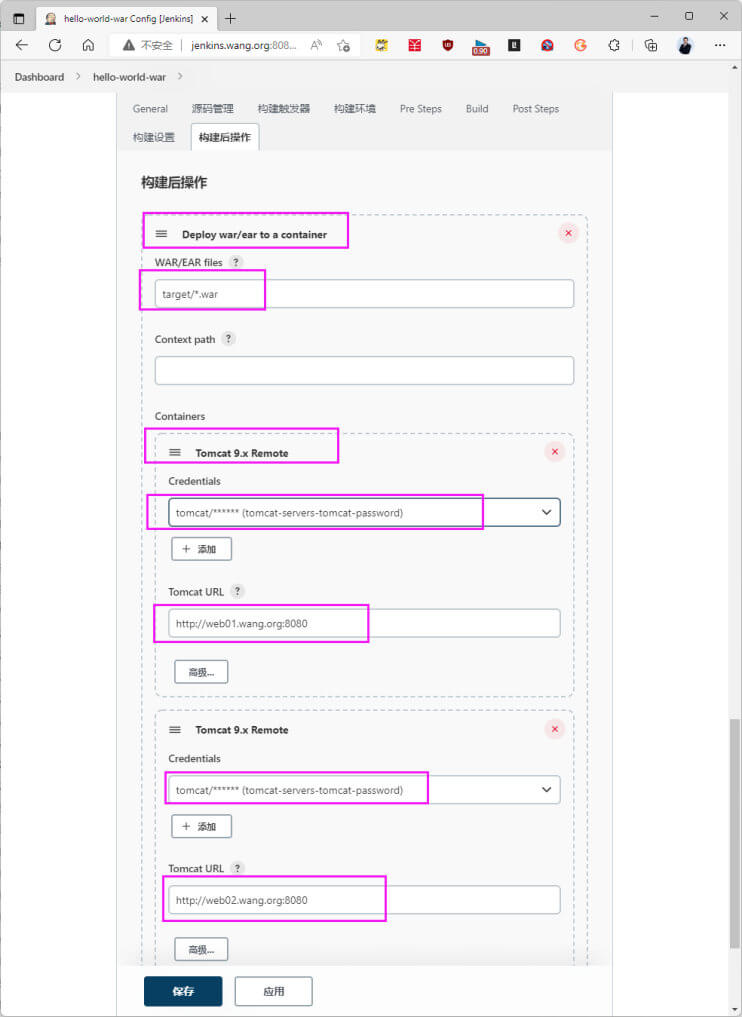 hello-world-war Config [Jenkins]
不安全
jenkins.wang.org:808...
0.90
Dashboard
hello-world-war
General
源码管理
构建触发器
构建环境
Pre Steps
Build
Post Steps
构建设置
构建后操作
构建后操作
Deploy war/ear to a container
WAR/EAR files ?
target/*.war
Context path ?
Containers
Tomcat 9.x Remote
Credentials
tomcat/****** (tomcat-servers-tomcat-password)
添加
Tomcat URL ?
http://web01.wang.org:8080
高级...
Tomcat 9.x Remote
Credentials
tomcat/****** (tomcat-servers-tomcat-password)
添加
Tomcat URL ?
http://web02.wang.org:8080
高级...
保存
应用